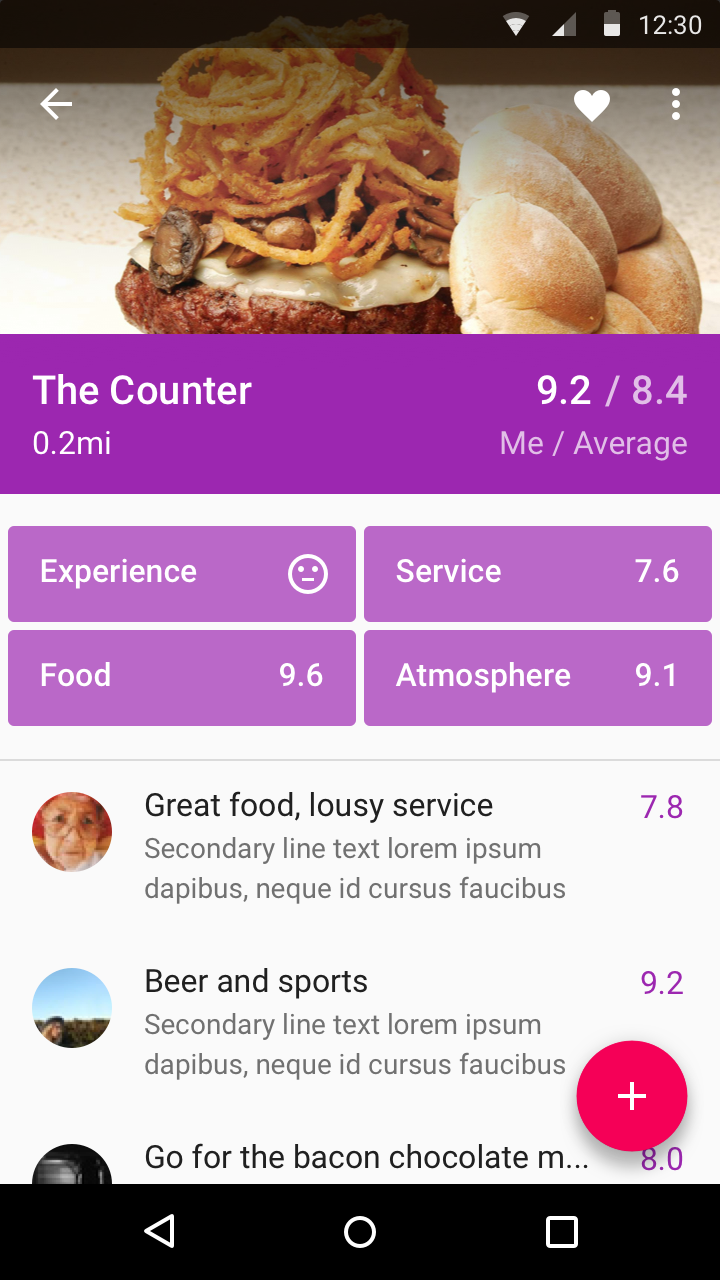 12:30
The Counter 9.2 / 8.4
0.2mi Me / Average
Experience Service 7.6
Food 9.6 Atmosphere 9.1
Great food, lousy service 7.8
Secondary line text lorem ipsum
dapibus, neque id cursus faucibus
Beer and sports 9.2
Secondary line text lorem ipsum
dapibus, neque id cursus faucibus
Go for the bacon chocolate m... 8.0